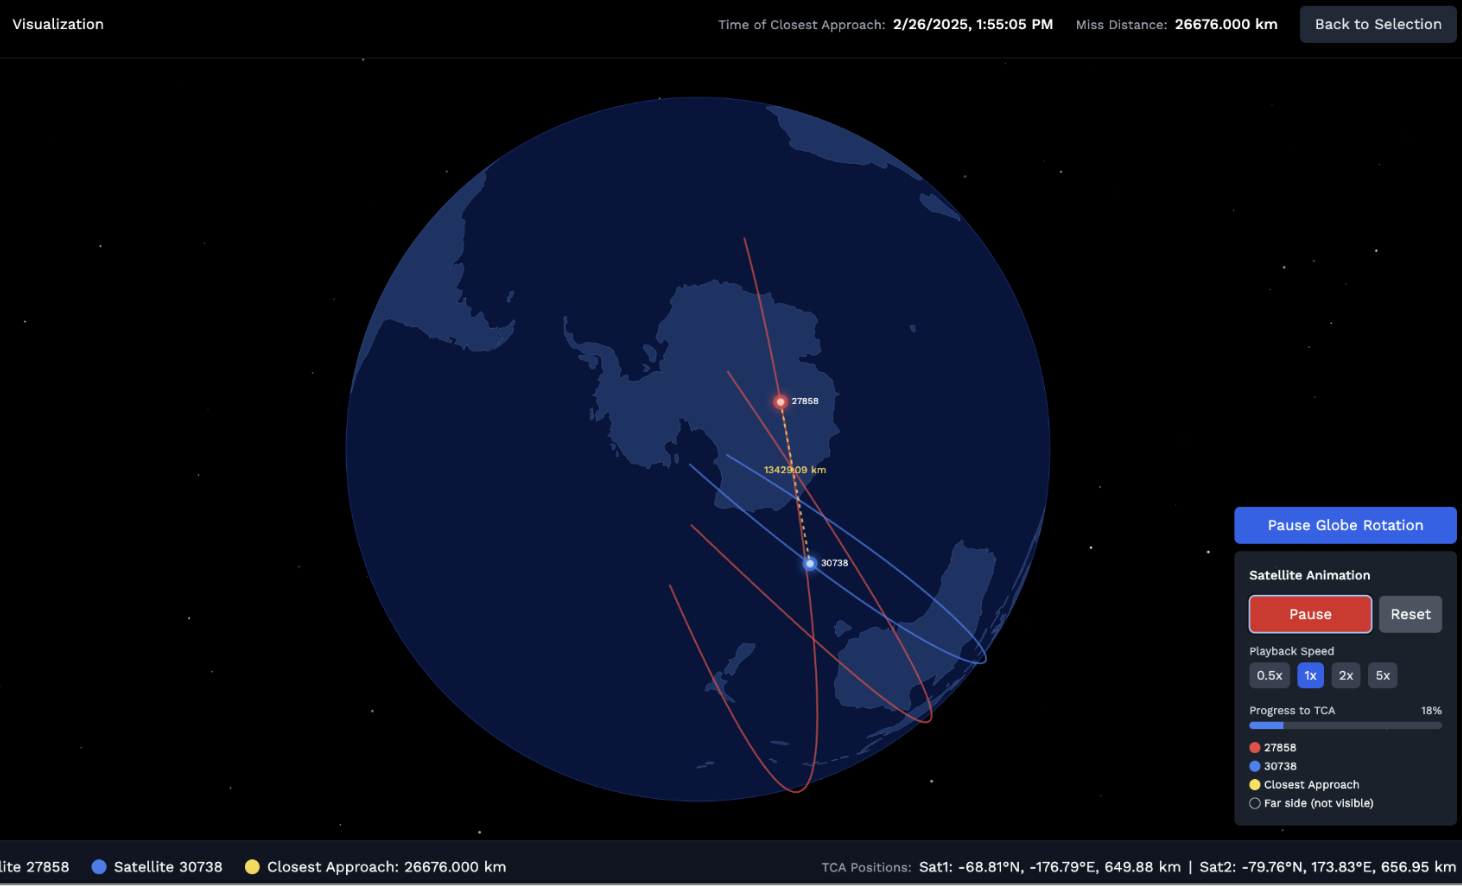 Visualization
Time of Closest Approach: 2/26/2025, 1:55:05 PM Miss Distance: 26676.000 km
Back to Selection
27858
13429.09 km
30738
Pause Globe Rotation
Satellite Animation
Pause
Reset
Playback Speed
0.5x 1x 2x 5x
Progress to TCA 18%
27858
30738
Closest Approach
Far side (not visible)
lite 27858 Satellite 30738 Closest Approach: 26676.000 km
TCA Positions: Sat1: -68.81°N, -176.79°E, 649.88 km | Sat2: -79.76°N, 173.83°E, 656.95 km